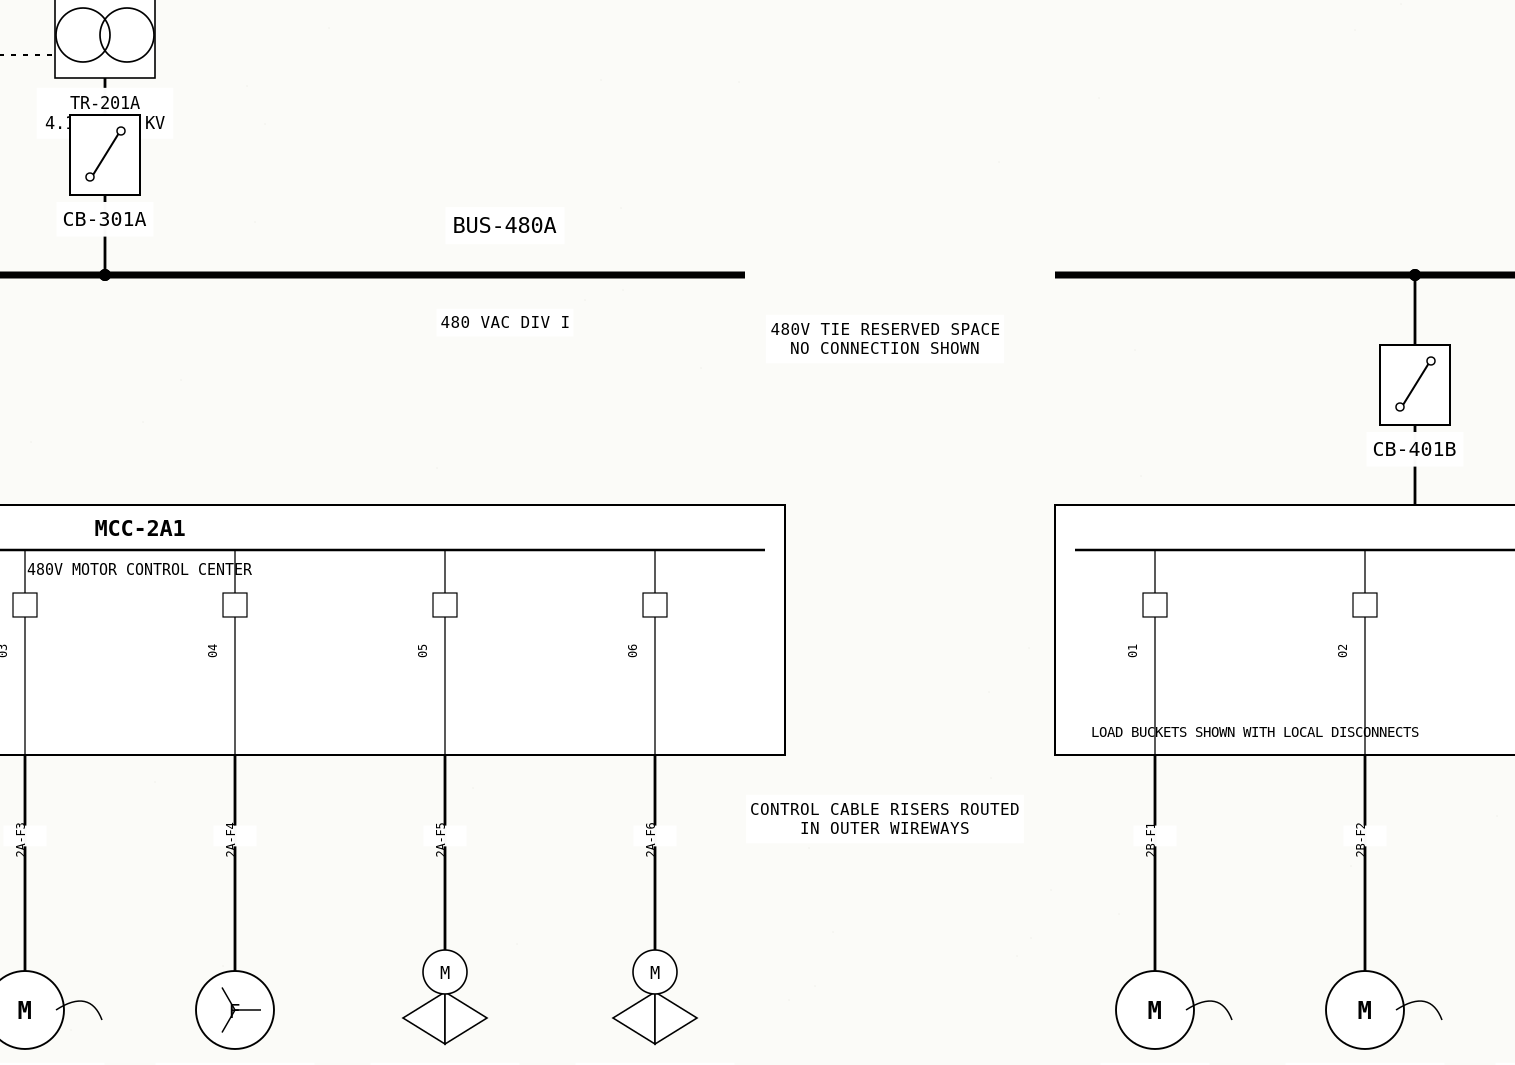 TR-201A
KV
CB-301A
BUS-480A
480 VAC DIV I
480V TIE RESERVED SPACE
NO CONNECTION SHOWN
CB-401B
MCC-2A1
480V MOTOR CONTROL CENTER
03
04
05
06
01
02
LOAD BUCKETS SHOWN WITH LOCAL DISCONNECTS
CONTROL CABLE RISERS ROUTED
IN OUTER WIREWAYS
2A-F3
2A-F4
2A-F5
2A-F6
2B-F1
2B-F2
M
F
M
M
M
M